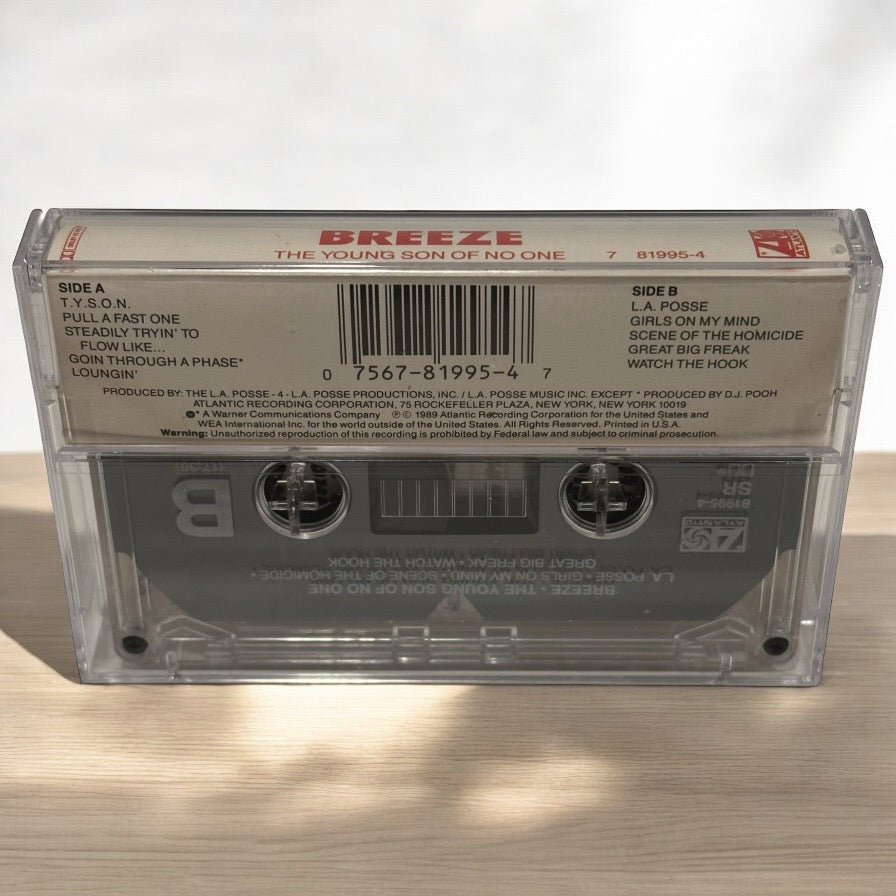 BREEZE
THE YOUNG SON OF NO ONE 7 81995-4
ATLANTIC
SIDE A
T.Y.S.O.N.
PULL A FAST ONE
STEADILY TRYIN' TO
FLOW LIKE...
GOIN THROUGH A PHASE*
LOUNGIN'
0 7567-81995-4 7
SIDE B
L.A. POSSE
GIRLS ON MY MIND
SCENE OF THE HOMICIDE
GREAT BIG FREAK
WATCH THE HOOK
PRODUCED BY: THE L.A. POSSE - 4 - L.A. POSSE PRODUCTIONS, INC. / L.A. POSSE MUSIC INC. EXCEPT * PRODUCED BY D.J. POOH
ATLANTIC RECORDING CORPORATION, 75 ROCKEFELLER PLAZA, NEW YORK, NEW YORK 10019
* A Warner Communications Company ℗© 1989 Atlantic Recording Corporation for the United States and
WEA International Inc. for the world outside of the United States. All Rights Reserved. Printed in U.S.A.
Warning: Unauthorized reproduction of this recording is prohibited by Federal law and subject to criminal prosecution.
BREEZE • THE YOUNG SON OF NO ONE
L.A. POSSE • GIRLS ON MY MIND • SCENE OF THE HOMICIDE •
GREAT BIG FREAK • WATCH THE HOOK
ATLANTIC
81995-4
SR
B